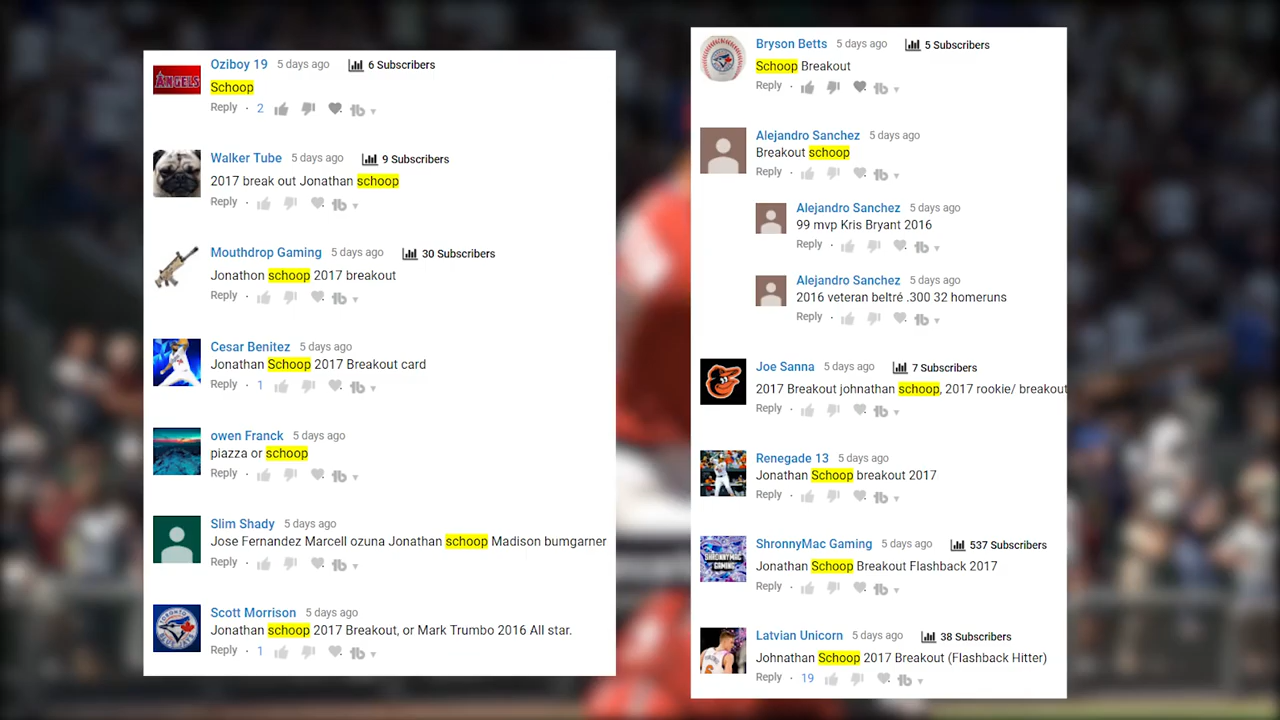 Oziboy 19 5 days ago 6 Subscribers
Schoop
Reply · 2
Walker Tube 5 days ago 9 Subscribers
2017 break out Jonathan schoop
Reply ·
Mouthdrop Gaming 5 days ago 30 Subscribers
Jonathon schoop 2017 breakout
Reply ·
Cesar Benitez 5 days ago
Jonathan Schoop 2017 Breakout card
Reply · 1
owen Franck 5 days ago
piazza or schoop
Reply ·
Slim Shady 5 days ago
Jose Fernandez Marcell ozuna Jonathan schoop Madison bumgarner
Reply ·
Scott Morrison 5 days ago
Jonathan schoop 2017 Breakout, or Mark Trumbo 2016 All star.
Reply · 1
Bryson Betts 5 days ago 5 Subscribers
Schoop Breakout
Reply ·
Alejandro Sanchez 5 days ago
Breakout schoop
Reply ·
Alejandro Sanchez 5 days ago
99 mvp Kris Bryant 2016
Reply ·
Alejandro Sanchez 5 days ago
2016 veteran beltré .300 32 homeruns
Reply ·
Joe Sanna 5 days ago 7 Subscribers
2017 Breakout johnathan schoop, 2017 rookie/ breakout
Reply ·
Renegade 13 5 days ago
Jonathan Schoop breakout 2017
Reply ·
ShronnyMac Gaming 5 days ago 537 Subscribers
Jonathan Schoop Breakout Flashback 2017
Reply ·
Latvian Unicorn 5 days ago 38 Subscribers
Johnathan Schoop 2017 Breakout (Flashback Hitter)
Reply · 19